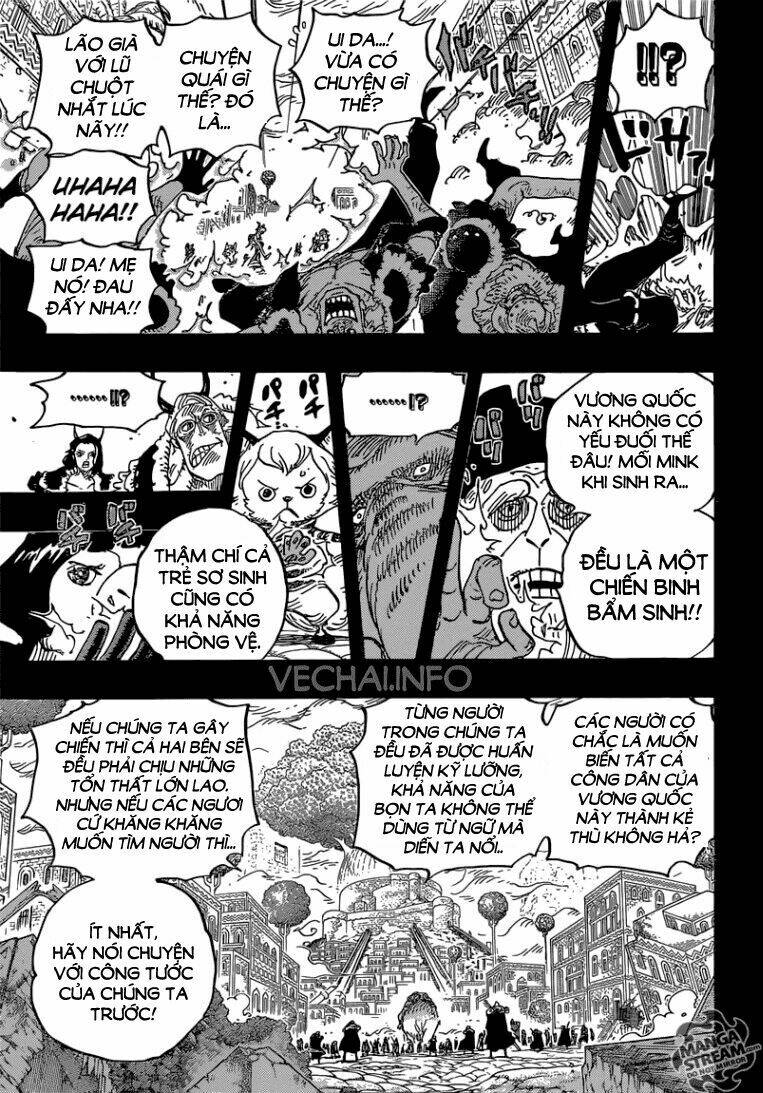 !!?
UI DA...!
VỪA CÓ
CHUYỆN GÌ
THẾ?
CHUYỆN
QUÁI GÌ
THẾ? ĐÓ
LÀ...
LÃO GIÀ
VỚI LŨ
CHUỘT
NHẮT LÚC
NÃY!!
UHAHA
HAHA!!
UI DA! MẸ
NÓ! ĐAU
ĐẤY NHA!!
VƯƠNG QUỐC
NÀY KHÔNG CÓ
YẾU ĐUỐI THẾ
ĐÂU! MỖI MINK
KHI SINH RA...
ĐỀU LÀ MỘT
CHIẾN BINH
BẨM SINH!!
......!?
......!!?
THẬM CHÍ CẢ
TRẺ SƠ SINH
CŨNG CÓ
KHẢ NĂNG
PHÒNG VỆ.
VECHAI.INFO
CÁC NGƯỜI CÓ
CHẮC LÀ MUỐN
BIẾN TẤT CẢ
CÔNG DÂN CỦA
VƯƠNG QUỐC
NÀY THÀNH KẺ
THÙ KHÔNG HẢ?
TỪNG NGƯỜI
TRONG CHÚNG TA
ĐỀU ĐÃ ĐƯỢC HUẤN
LUYỆN KỸ LƯỠNG,
KHẢ NĂNG CỦA
BỌN TA KHÔNG THỂ
DÙNG TỪ NGỮ MÀ
DIỄN TA NỔI..
NẾU CHÚNG TA GÂY
CHIẾN THÌ CẢ HAI BÊN SẼ
ĐỀU PHẢI CHỊU NHỮNG
TỔN THẤT LỚN LAO.
NHƯNG NẾU CÁC NGƯƠI
CỨ KHĂNG KHĂNG
MUỐN TÌM NGƯỜI THÌ...
ÍT NHẤT,
HÃY NÓI CHUYỆN
VỚI CÔNG TƯỚC
CỦA CHÚNG TA
TRƯỚC!
MANGA
STREAM.com
DO NOT MIRROR